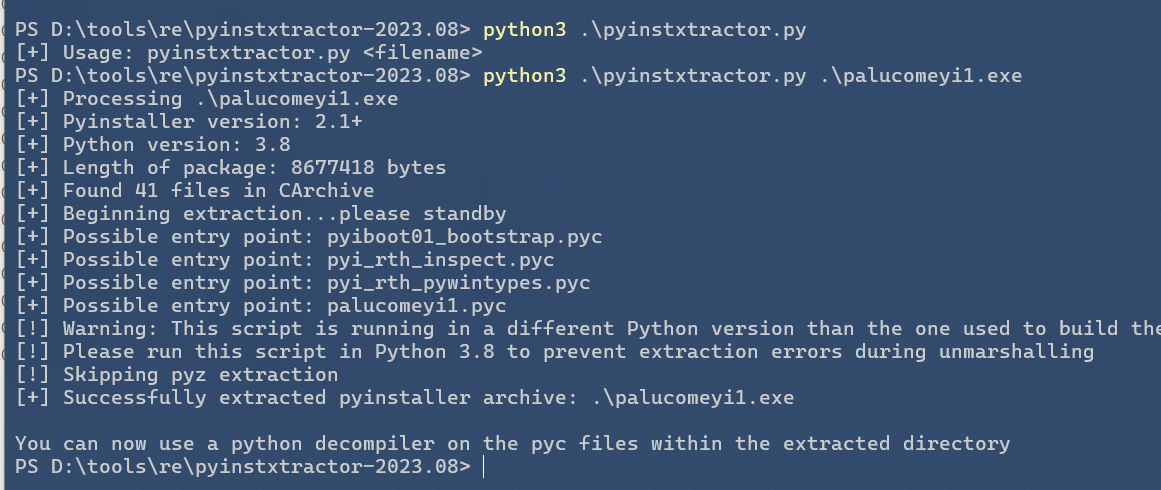 PS D:\tools\re\pyinstxtractor-2023.08> python3 .\pyinstxtractor.py
[+] Usage: pyinstxtractor.py <filename>
PS D:\tools\re\pyinstxtractor-2023.08> python3 .\pyinstxtractor.py .\palucomeyi1.exe
[+] Processing .\palucomeyi1.exe
[+] Pyinstaller version: 2.1+
[+] Python version: 3.8
[+] Length of package: 8677418 bytes
[+] Found 41 files in CArchive
[+] Beginning extraction...please standby
[+] Possible entry point: pyiboot01_bootstrap.pyc
[+] Possible entry point: pyi_rth_inspect.pyc
[+] Possible entry point: pyi_rth_pywintypes.pyc
[+] Possible entry point: palucomeyi1.pyc
[!] Warning: This script is running in a different Python version than the one used to build the
[!] Please run this script in Python 3.8 to prevent extraction errors during unmarshalling
[!] Skipping pyz extraction
[+] Successfully extracted pyinstaller archive: .\palucomeyi1.exe
You can now use a python decompiler on the pyc files within the extracted directory
PS D:\tools\re\pyinstxtractor-2023.08>